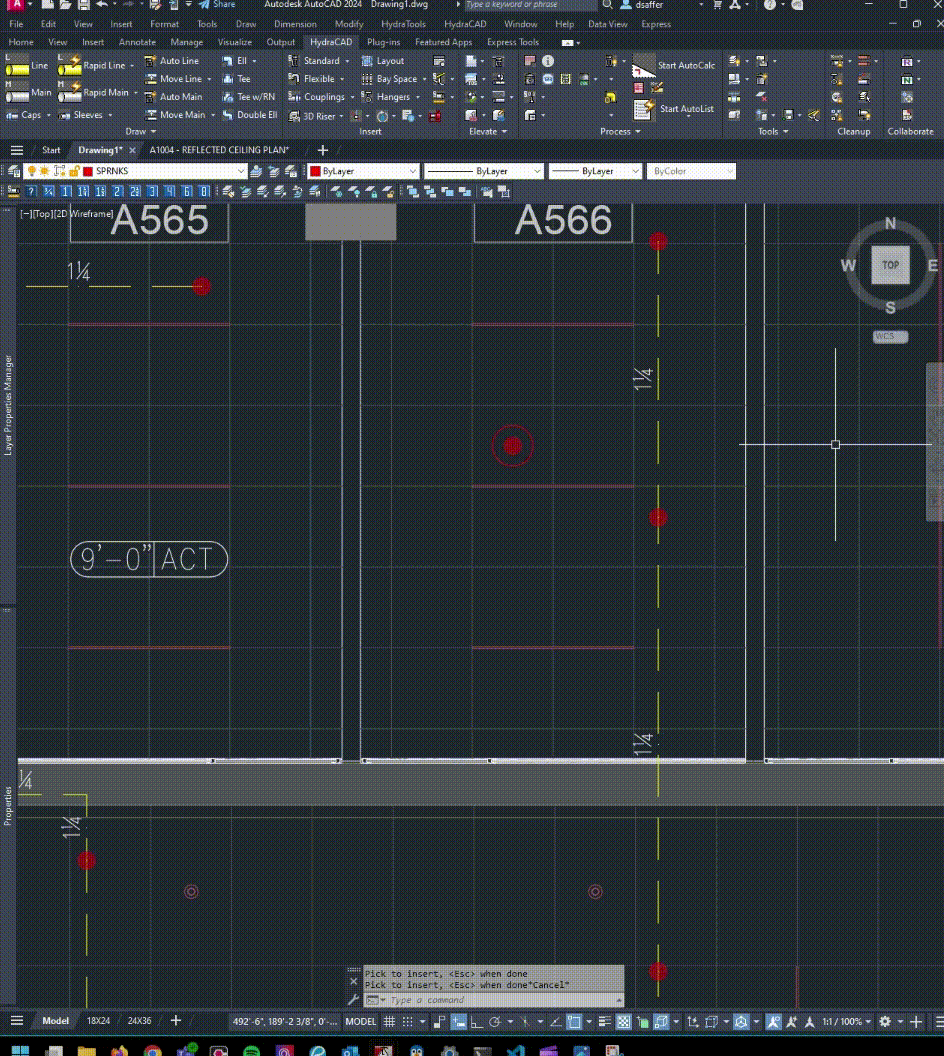 Share Autodesk AutoCAD 2024 Drawing1.dwg Type a keyword or phrase dsaffer
File Edit View Insert Format Tools Draw Dimension Modify HydraTools HydraCAD Window Help Data View Express
Home View Insert Annotate Manage Visualize Output HydraCAD Plug-ins Featured Apps Express Tools
Line Rapid Line Auto Line Ell Standard Layout Start AutoCalc
Move Line Tee Flexible Bay Space
Main Rapid Main Auto Main Tee w/RN Couplings Hangers Start AutoList
Caps Sleeves Move Main Double Ell 3D Riser
Draw Insert Elevate Process Tools Cleanup Collaborate
Start Drawing1* A1004 - REFLECTED CEILING PLAN*
SPRNKS ByLayer ByLayer ByLayer ByColor
[−][Top][2D Wireframe]
A565
A566
N
W TOP E
S
WCS
1¼
1¼
Layer Properties Manager
9'-0" ACT
1¼
¼
1¼
Properties
Pick to insert, <Esc> when done
Pick to insert, <Esc> when done*Cancel*
Type a command
Model 18X24 24X36 492'-6", 189'-2 3/8", 0'-... MODEL 1:1 / 100%